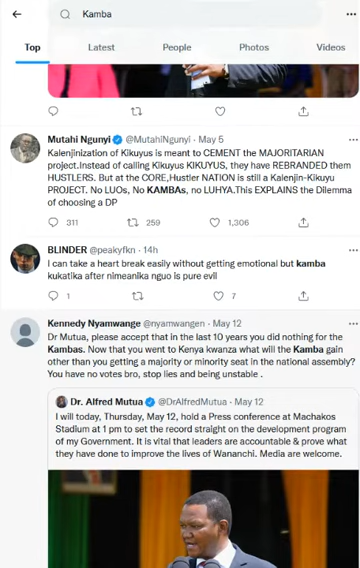 Kamba
Top Latest People Photos Videos
Mutahi Ngunyi @MutahiNgunyi · May 5
Kalenjinization of Kikuyus is meant to CEMENT the MAJORITARIAN
project.Instead of calling Kikuyus KIKUYUS, they have REBRANDED them
HUSTLERS. But at the CORE,Hustler NATION is still a Kalenjin-Kikuyu
PROJECT. No LUOs, No KAMBAs, no LUHYA.This EXPLAINS the Dilemma
of choosing a DP
311 259 1,306
BLINDER @peakyfkn · 14h
I can take a heart break easily without getting emotional but kamba
kukatika after nimeanika nguo is pure evil
1 7
Kennedy Nyamwange @nyamwangen · May 12
Dr Mutua, please accept that in the last 10 years you did nothing for the
Kambas. Now that you went to Kenya kwanza what will the Kamba gain
other than you getting a majority or minority seat in the national assembly?
You have no votes bro, stop lies and being unstable .
Dr. Alfred Mutua @DrAlfredMutua · May 12
I will today, Thursday, May 12, hold a Press conference at Machakos
Stadium at 1 pm to set the record straight on the development program
of my Government. It is vital that leaders are accountable & prove what
they have done to improve the lives of Wananchi. Media are welcome.